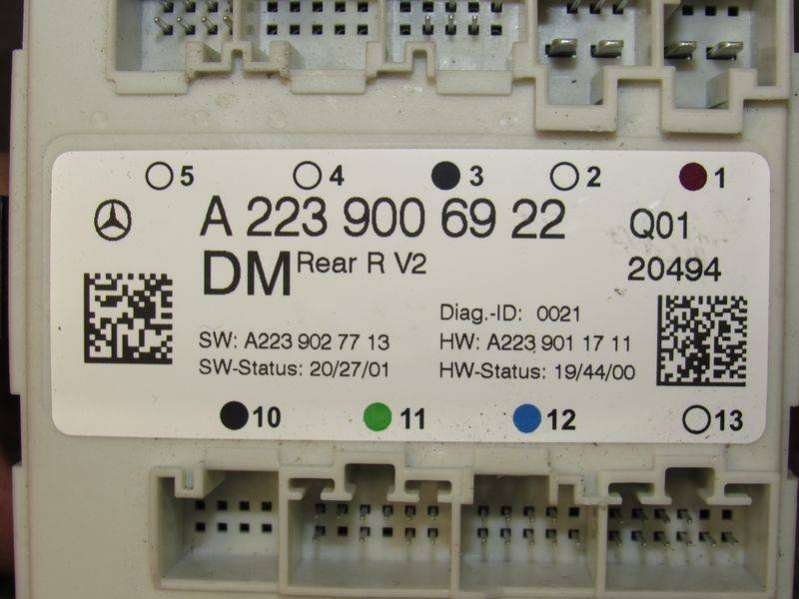 5 4 3 2 1
A 223 900 69 22 Q01
DM Rear R V2 20494
Diag.-ID: 0021
SW: A223 902 77 13 HW: A223 901 17 11
SW-Status: 20/27/01 HW-Status: 19/44/00
10 11 12 13